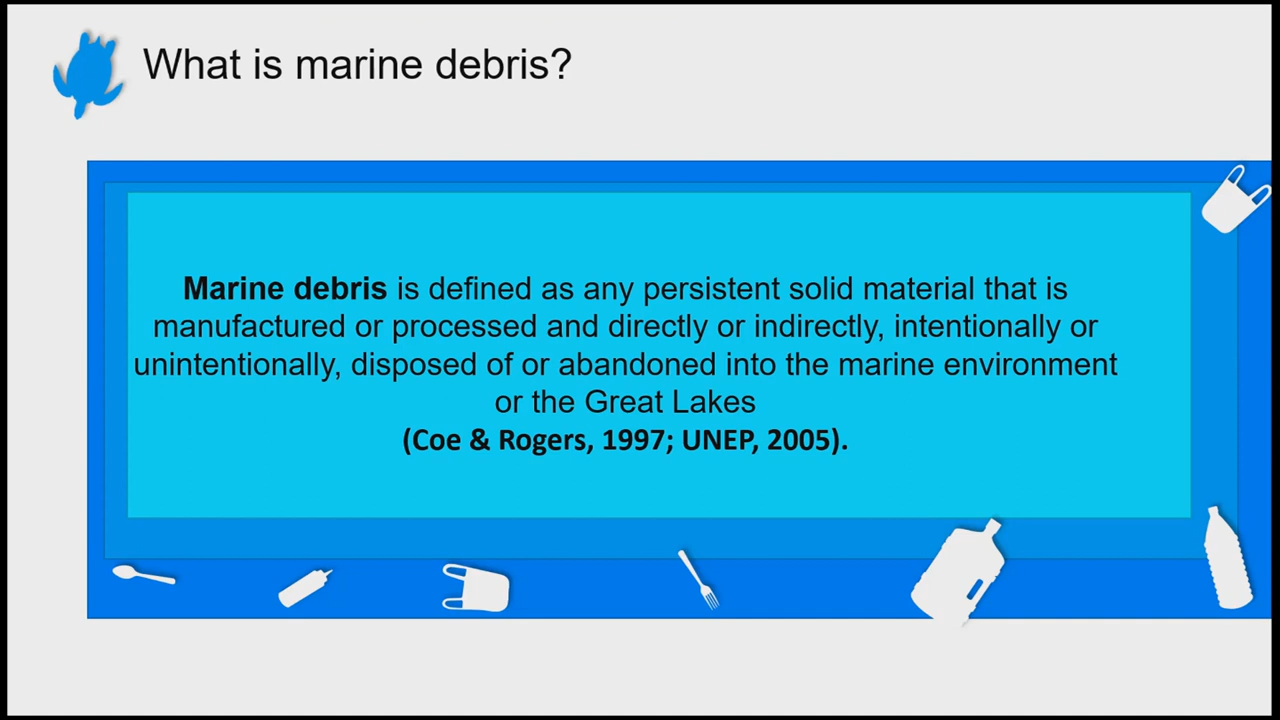 What is marine debris?
Marine debris is defined as any persistent solid material that is
manufactured or processed and directly or indirectly, intentionally or
unintentionally, disposed of or abandoned into the marine environment
or the Great Lakes
(Coe & Rogers, 1997; UNEP, 2005).